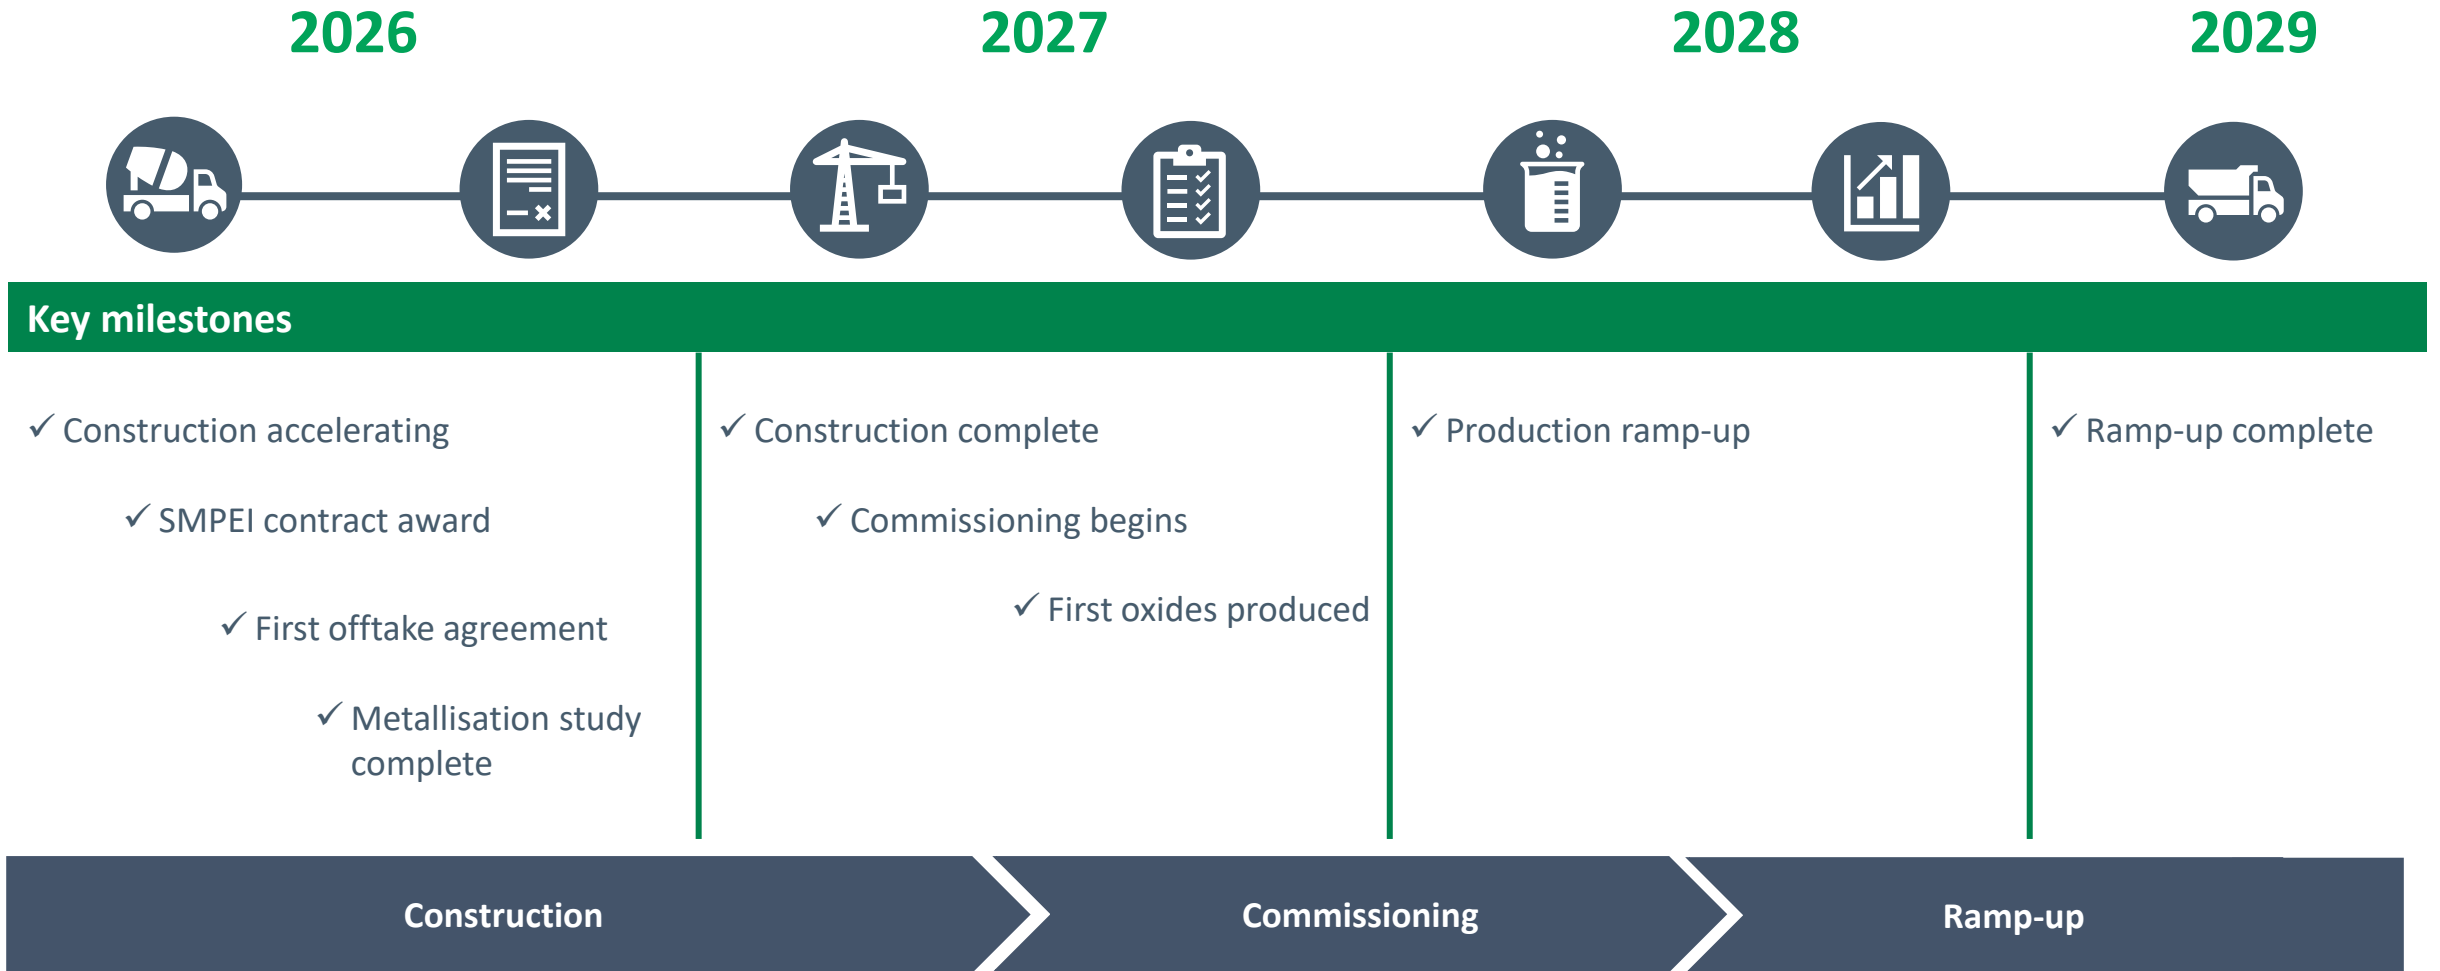 2026
2027
2028
2029
Key milestones
✓ Construction accelerating
✓ SMPEI contract award
✓ First offtake agreement
✓ Metallisation study
complete
✓ Construction complete
✓ Commissioning begins
✓ First oxides produced
✓ Production ramp-up
✓ Ramp-up complete
Construction
Commissioning
Ramp-up